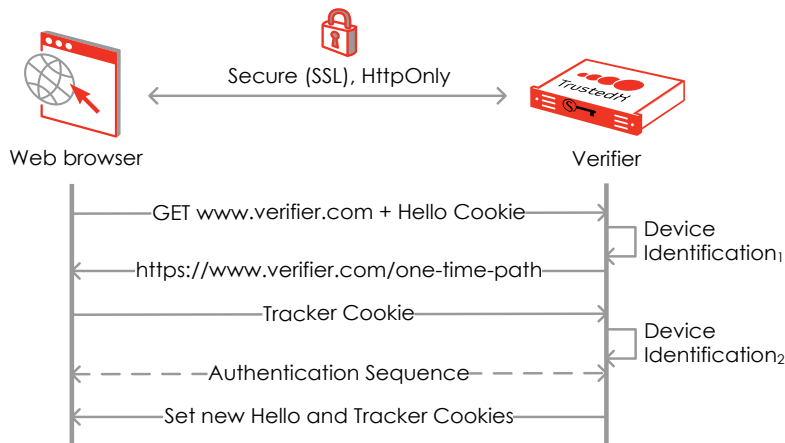 Secure (SSL), HttpOnly
TrustedX
Web browser
Verifier
GET www.verifier.com + Hello Cookie
Device
Identification₁
https://www.verifier.com/one-time-path
Tracker Cookie
Device
Identification₂
Authentication Sequence
Set new Hello and Tracker Cookies